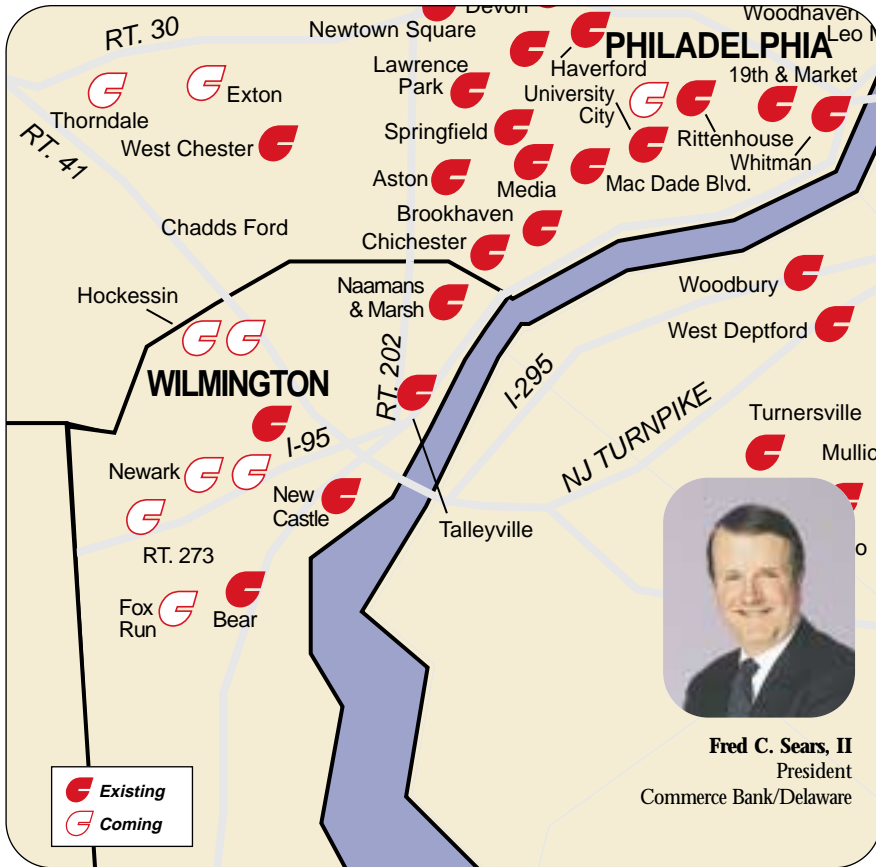 RT. 30
Devon
Newtown Square
Woodhaven
PHILADELPHIA
Leo
Lawrence
Park
Haverford
19th & Market
Thorndale
Exton
University
City
RT. 41
West Chester
Springfield
Rittenhouse
Whitman
Aston
Media
Mac Dade Blvd.
Chadds Ford
Brookhaven
Chichester
Hockessin
Naamans
& Marsh
Woodbury
West Deptford
WILMINGTON
RT. 202
I-295
NJ TURNPIKE
Turnersville
I-95
Newark
New
Castle
Talleyville
RT. 273
Fox
Run
Bear
Fred C. Sears, II
President
Commerce Bank/Delaware
Existing
Coming